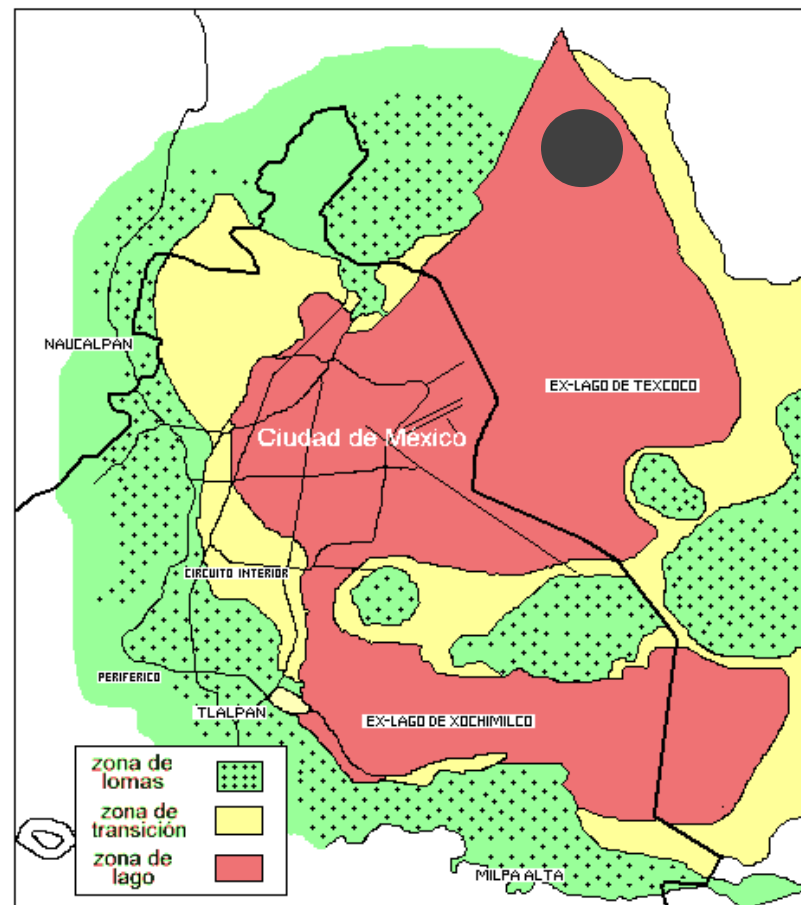 NAUCALPAN
EX-LAGO DE TEXCOCO
Ciudad de México
CIRCUITO INTERIOR
PERIFERICO
TLALPAN
EX-LAGO DE XOCHIMILCO
zona de
lomas
zona de
transición
zona de
lago
MILPA ALTA